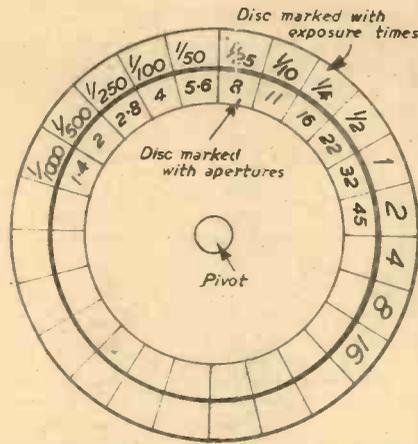 Disc marked with
exposure times
1/1000 1/500 1/250 1/100 1/50 1/25 1/10 1/5 1/2 1 2 4 8 16
1·4 2 2·8 4 5·6 8 11 16 22 32 45
Disc marked
with apertures
Pivot